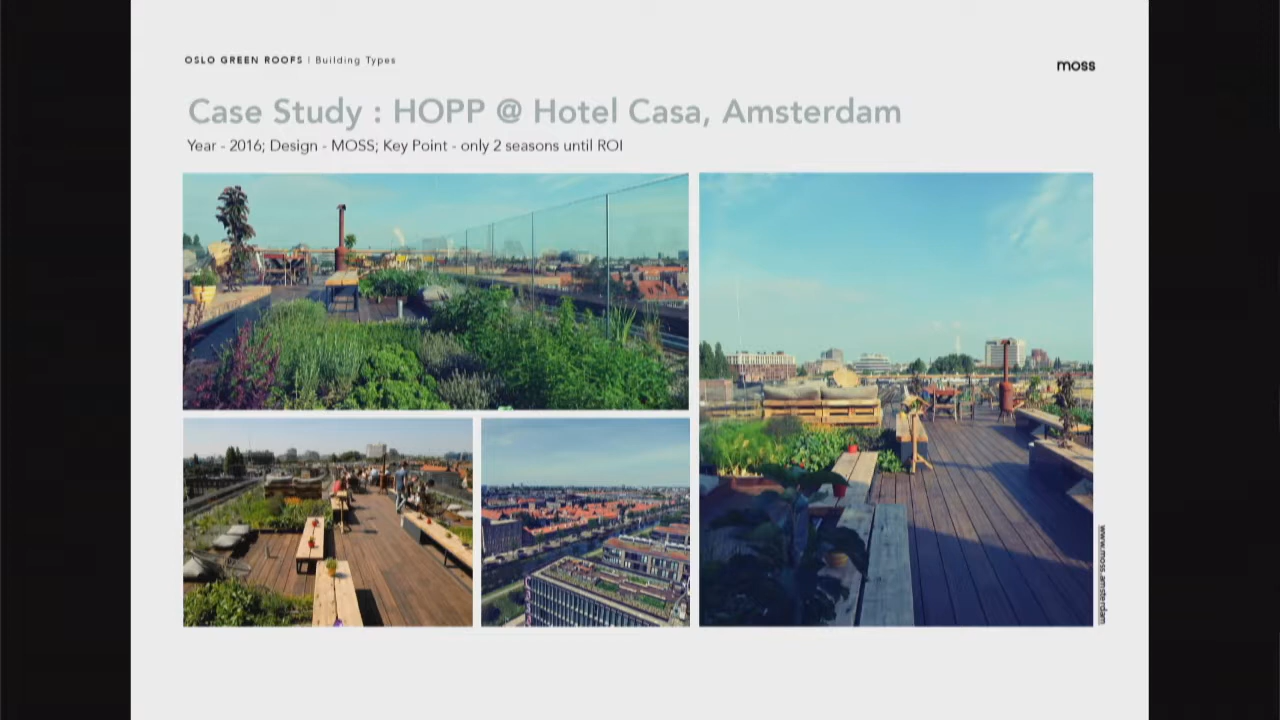 OSLO GREEN ROOFS | Building Types
moss
Case Study : HOPP @ Hotel Casa, Amsterdam
Year - 2016; Design - MOSS; Key Point - only 2 seasons until ROI
www.moss.amsterdam